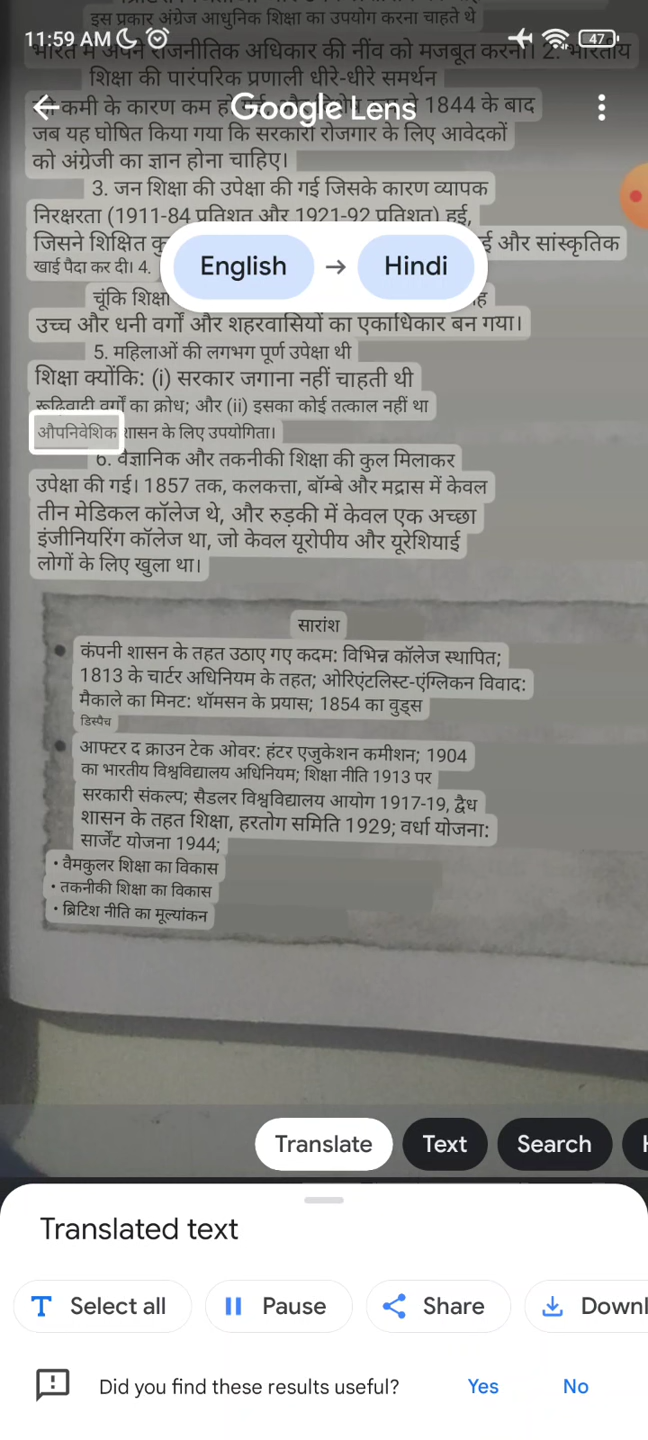 इस प्रकार अंग्रेज आधुनिक शिक्षा का उपयोग करना चाहते थे
11:59 AM
47
भारत में अपने राजनीतिक अधिकार की नींव को मजबूत करना। 2. भारतीय
शिक्षा की पारंपरिक प्रणाली धीरे-धीरे समर्थन
Google Lens
की कमी के कारण कम हो 1844 के बाद
जब यह घोषित किया गया कि सरकारी रोजगार के लिए आवेदकों
को अंग्रेजी का ज्ञान होना चाहिए।
3. जन शिक्षा की उपेक्षा की गई जिसके कारण व्यापक
निरक्षरता (1911-84 प्रतिशत और 1921-92 प्रतिशत) हुई,
जिसने शिक्षित और सांस्कृतिक
English → Hindi
खाई पैदा कर दी। 4.
चूंकि शिक्षा
उच्च और धनी वर्गों और शहरवासियों का एकाधिकार बन गया।
5. महिलाओं की लगभग पूर्ण उपेक्षा थी
शिक्षा क्योंकि: (i) सरकार जगाना नहीं चाहती थी
रूढ़िवादी वर्गों का क्रोध; और (ii) इसका कोई तत्काल नहीं था
औपनिवेशिक शासन के लिए उपयोगिता।
6. वैज्ञानिक और तकनीकी शिक्षा की कुल मिलाकर
उपेक्षा की गई। 1857 तक, कलकत्ता, बॉम्बे और मद्रास में केवल
तीन मेडिकल कॉलेज थे, और रुड़की में केवल एक अच्छा
इंजीनियरिंग कॉलेज था, जो केवल यूरोपीय और यूरेशियाई
लोगों के लिए खुला था।
सारांश
कंपनी शासन के तहत उठाए गए कदम: विभिन्न कॉलेज स्थापित;
1813 के चार्टर अधिनियम के तहत; ओरिएंटलिस्ट-एंग्लिकन विवाद:
मैकाले का मिनट: थॉमसन के प्रयास; 1854 का वुड्स
डिस्पैच
आफ्टर द क्राउन टेक ओवर: हंटर एजुकेशन कमीशन; 1904
का भारतीय विश्वविद्यालय अधिनियम; शिक्षा नीति 1913 पर
सरकारी संकल्प; सैडलर विश्वविद्यालय आयोग 1917-19, द्वैध
शासन के तहत शिक्षा, हरतोग समिति 1929; वर्धा योजना:
सार्जेंट योजना 1944;
• वैमकुलर शिक्षा का विकास
• तकनीकी शिक्षा का विकास
• ब्रिटिश नीति का मूल्यांकन
Translate Text Search
Translated text
Select all Pause Share Downl
Did you find these results useful? Yes No